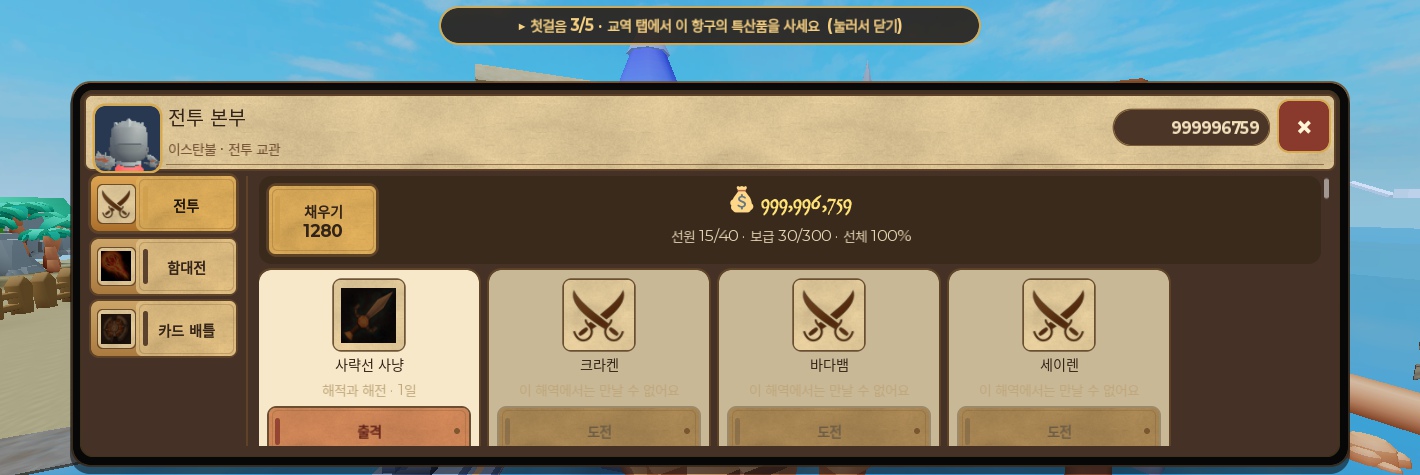 ▸ 첫걸음 3/5 · 교역 탭에서 이 항구의 특산품을 사세요 (눌러서 닫기)
전투 본부
이스탄불 · 전투 교관
999996759
×
전투
함대전
카드 배틀
채우기
1280
999,996,759
선원 15/40 · 보급 30/300 · 선체 100%
사략선 사냥
해적과 해전 · 1일
출격
크라켄
이 해역에서는 만날 수 없어요
도전
바다뱀
이 해역에서는 만날 수 없어요
도전
세이렌
이 해역에서는 만날 수 없어요
도전